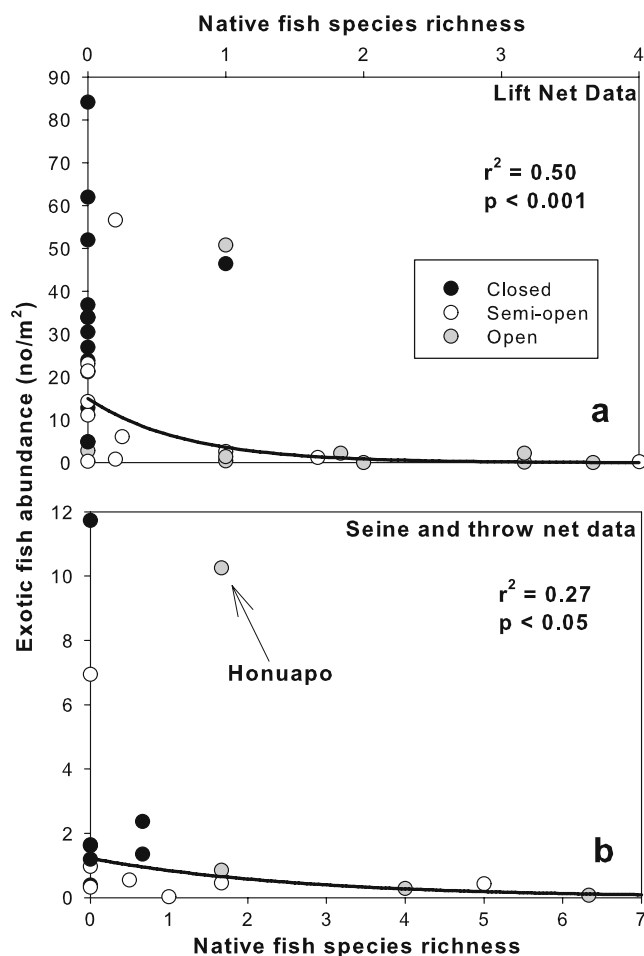 Native fish species richness
0 1 2 3 4
90
Lift Net Data
80
70
r² = 0.50
60
p < 0.001
50
Closed
40
Semi-open
Open
30
20
10
a
0
Exotic fish abundance (no/m²)
12
Seine and throw net data
10
r² = 0.27
p < 0.05
8
Honuapo
6
4
2
b
0
0 1 2 3 4 5 6 7
Native fish species richness